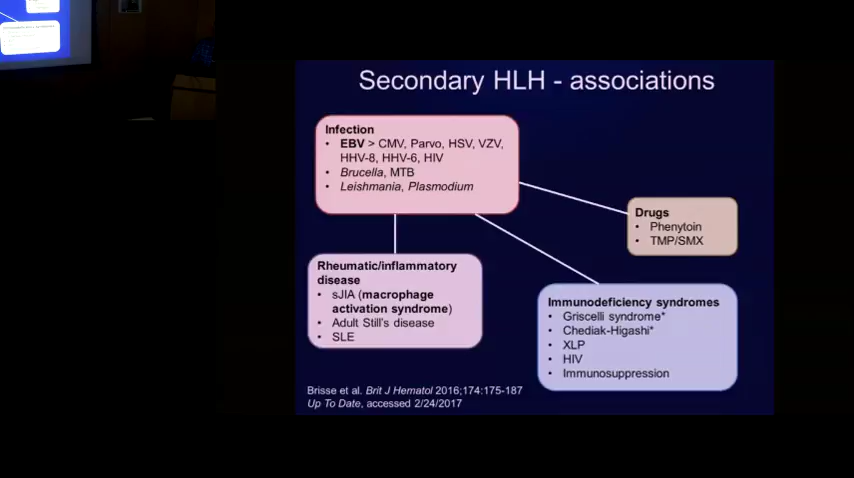 Secondary HLH - associations
Infection
• EBV > CMV, Parvo, HSV, VZV,
HHV-8, HHV-6, HIV
• Brucella, MTB
• Leishmania, Plasmodium
Drugs
• Phenytoin
• TMP/SMX
Rheumatic/inflammatory
disease
• sJIA (macrophage
activation syndrome)
• Adult Still's disease
• SLE
Immunodeficiency syndromes
• Griscelli syndrome*
• Chediak-Higashi*
• XLP
• HIV
• Immunosuppression
Brisse et al. Brit J Hematol 2016;174:175-187
Up To Date, accessed 2/24/2017